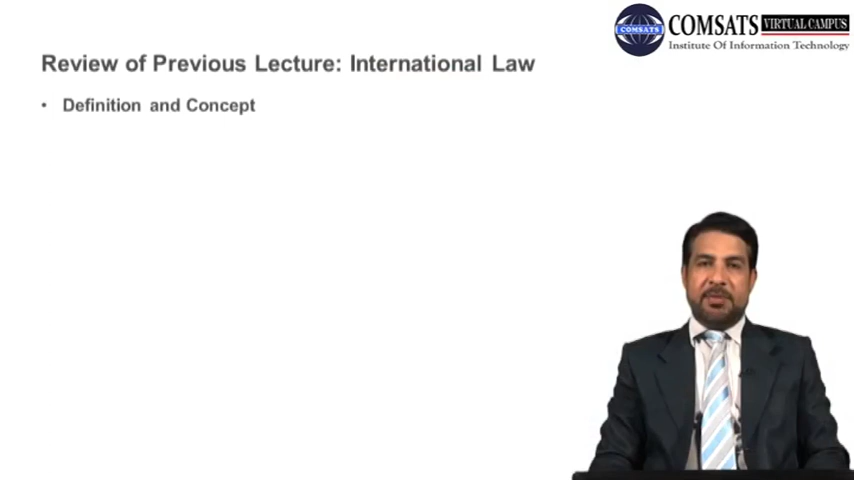 COMSATS VIRTUAL CAMPUS
COMSATS
Institute Of Information Technology
Review of Previous Lecture: International Law
• Definition and Concept